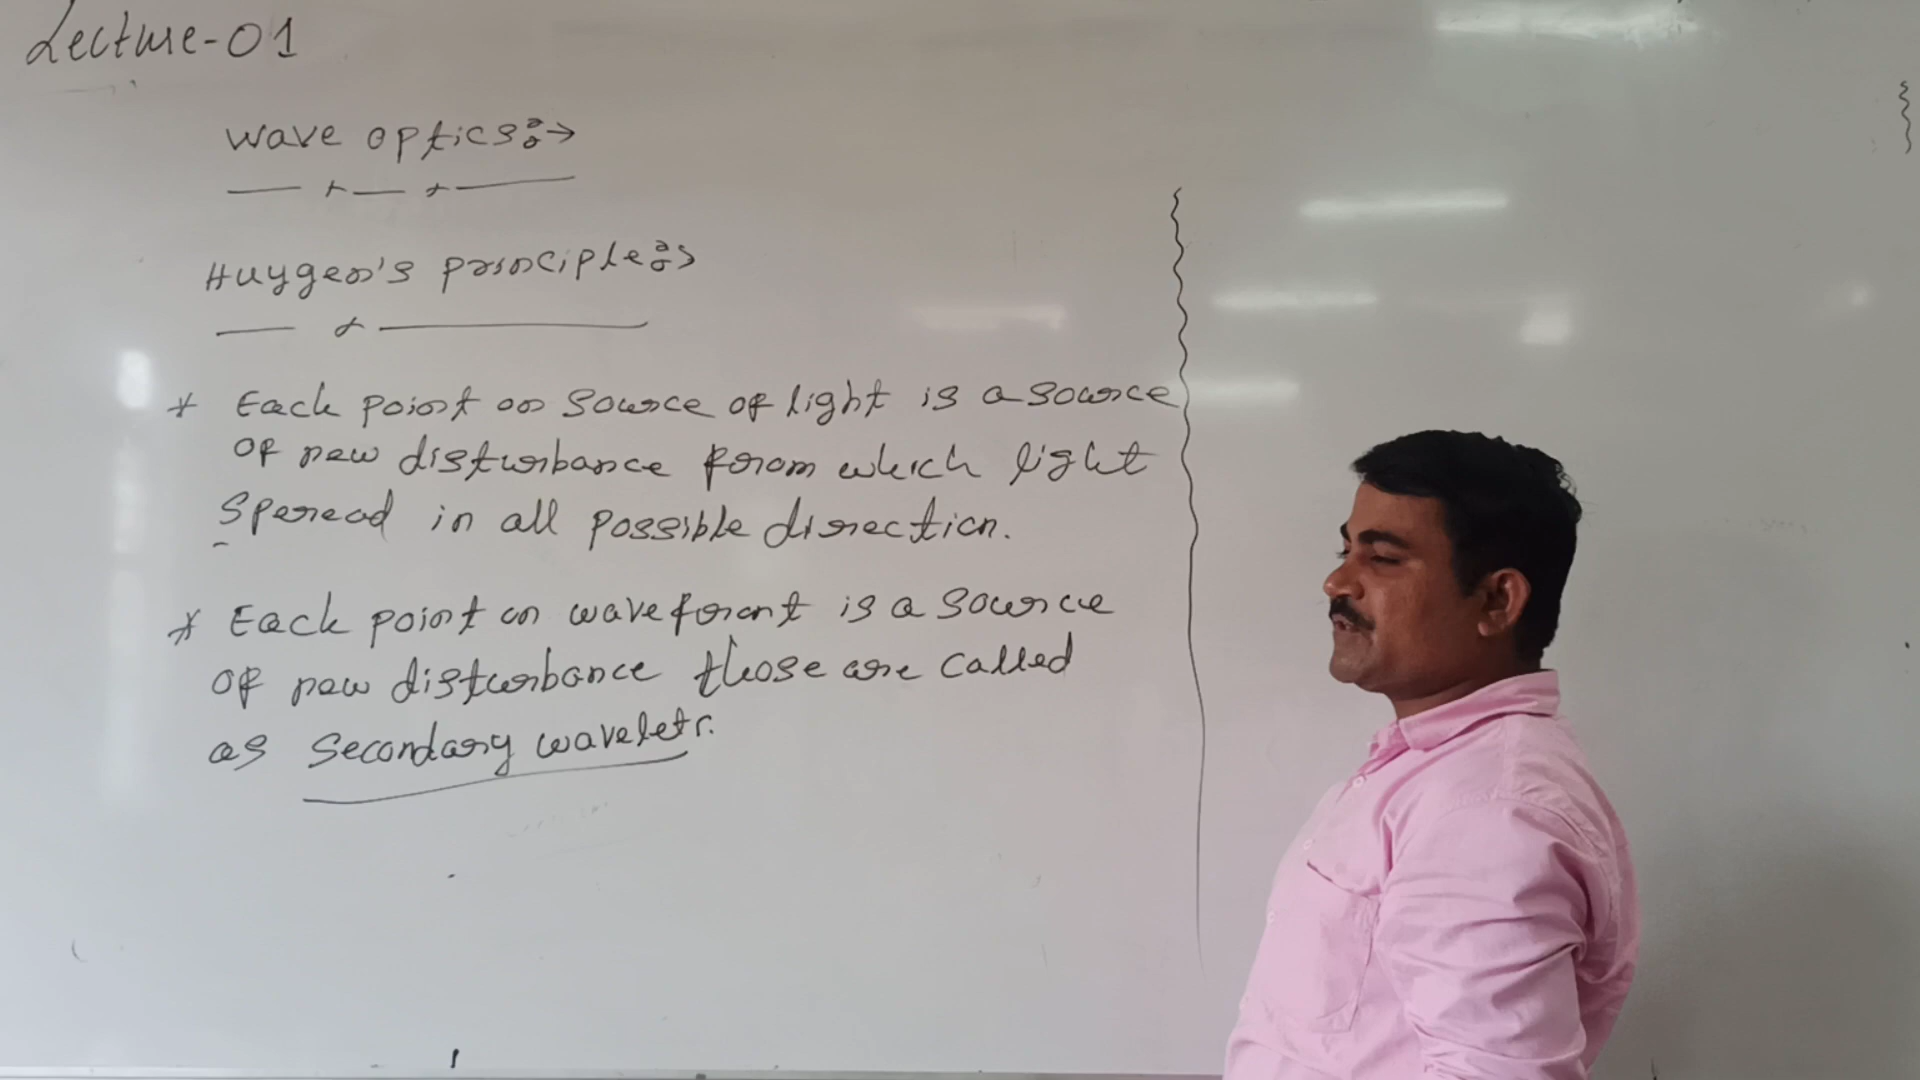 Lecture-01
wave optics:→
Huygen's principle:>
* Each point on source of light is a source
of new disturbance from which light
spread in all possible direction.
* Each point on wavefront is a source
of new disturbance those are called
as secondary wavelets.